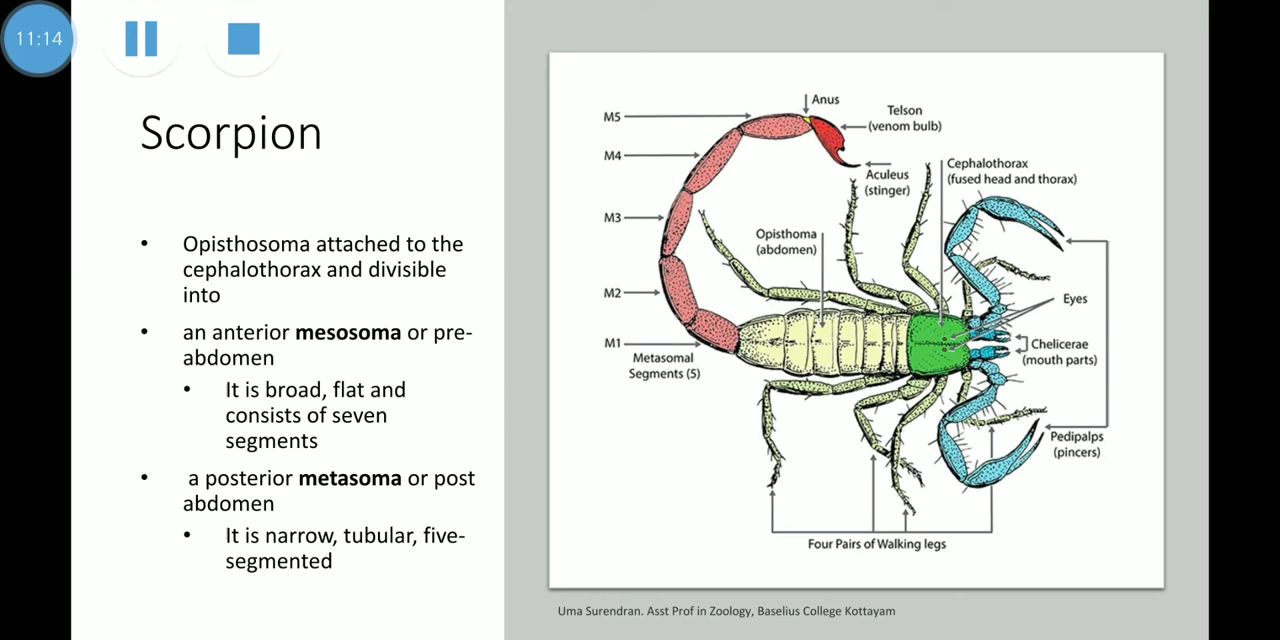 11:14
Scorpion
• Opisthosoma attached to the
cephalothorax and divisible
into
• an anterior mesosoma or pre-
abdomen
• It is broad, flat and
consists of seven
segments
• a posterior metasoma or post
abdomen
• It is narrow, tubular, five-
segmented
Anus
M5
Telson
(venom bulb)
M4
Cephalothorax
(fused head and thorax)
Aculeus
(stinger)
M3
Opisthoma
(abdomen)
M2
Eyes
M1
Metasomal
Segments (5)
Chelicerae
(mouth parts)
Pedipalps
(pincers)
Four Pairs of Walking legs
Uma Surendran. Asst Prof in Zoology, Baselius College Kottayam